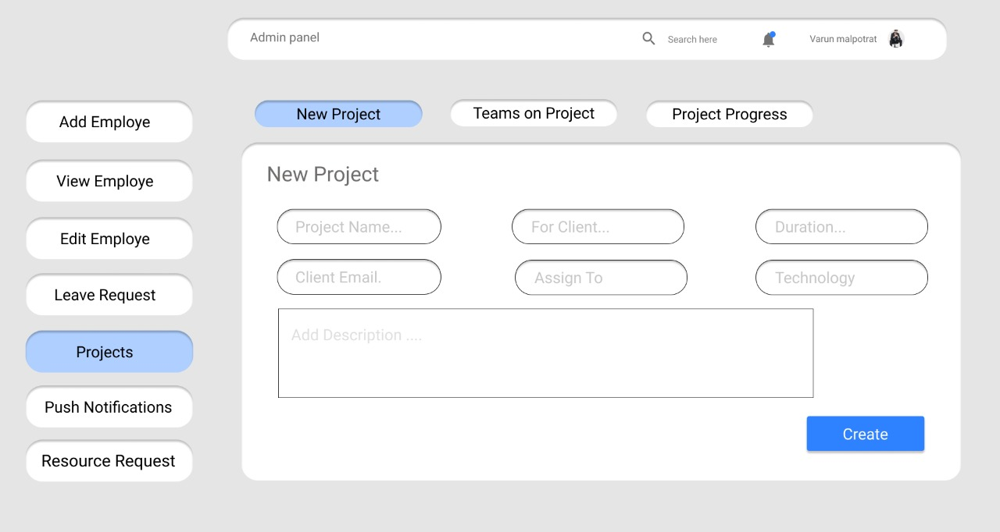 Admin panel
Search here
Varun malpotrat
Add Employe
View Employe
Edit Employe
Leave Request
Projects
Push Notifications
Resource Request
New Project
Teams on Project
Project Progress
New Project
Project Name...
For Client...
Duration...
Client Email.
Assign To
Technology
Add Description ....
Create